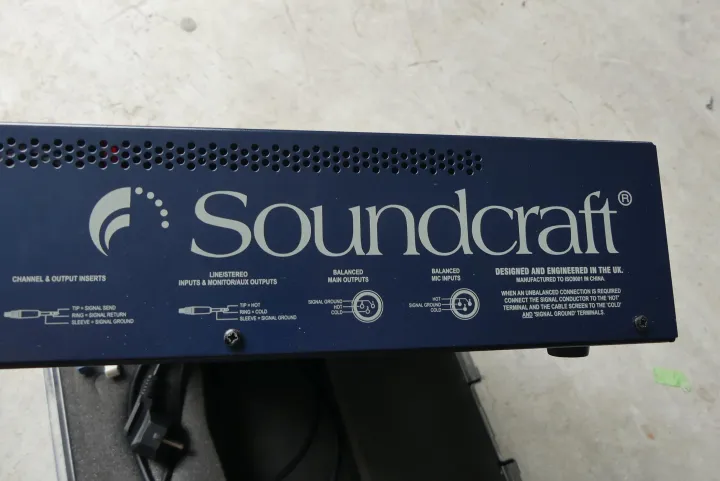 Soundcraft®
CHANNEL & OUTPUT INSERTS
TIP = SIGNAL SEND
RING = SIGNAL RETURN
SLEEVE = SIGNAL GROUND
LINE/STEREO
INPUTS & MONITOR/AUX OUTPUTS
TIP = HOT
RING = COLD
SLEEVE = SIGNAL GROUND
BALANCED
MAIN OUTPUTS
SIGNAL GROUND
HOT
COLD
BALANCED
MIC INPUTS
HOT
SIGNAL GROUND
COLD
DESIGNED AND ENGINEERED IN THE UK.
MANUFACTURED TO ISO9001 IN CHINA.
WHEN AN UNBALANCED CONNECTION IS REQUIRED
CONNECT THE SIGNAL CONDUCTOR TO THE 'HOT'
TERMINAL AND THE CABLE SCREEN TO THE 'COLD'
AND 'SIGNAL GROUND' TERMINALS.